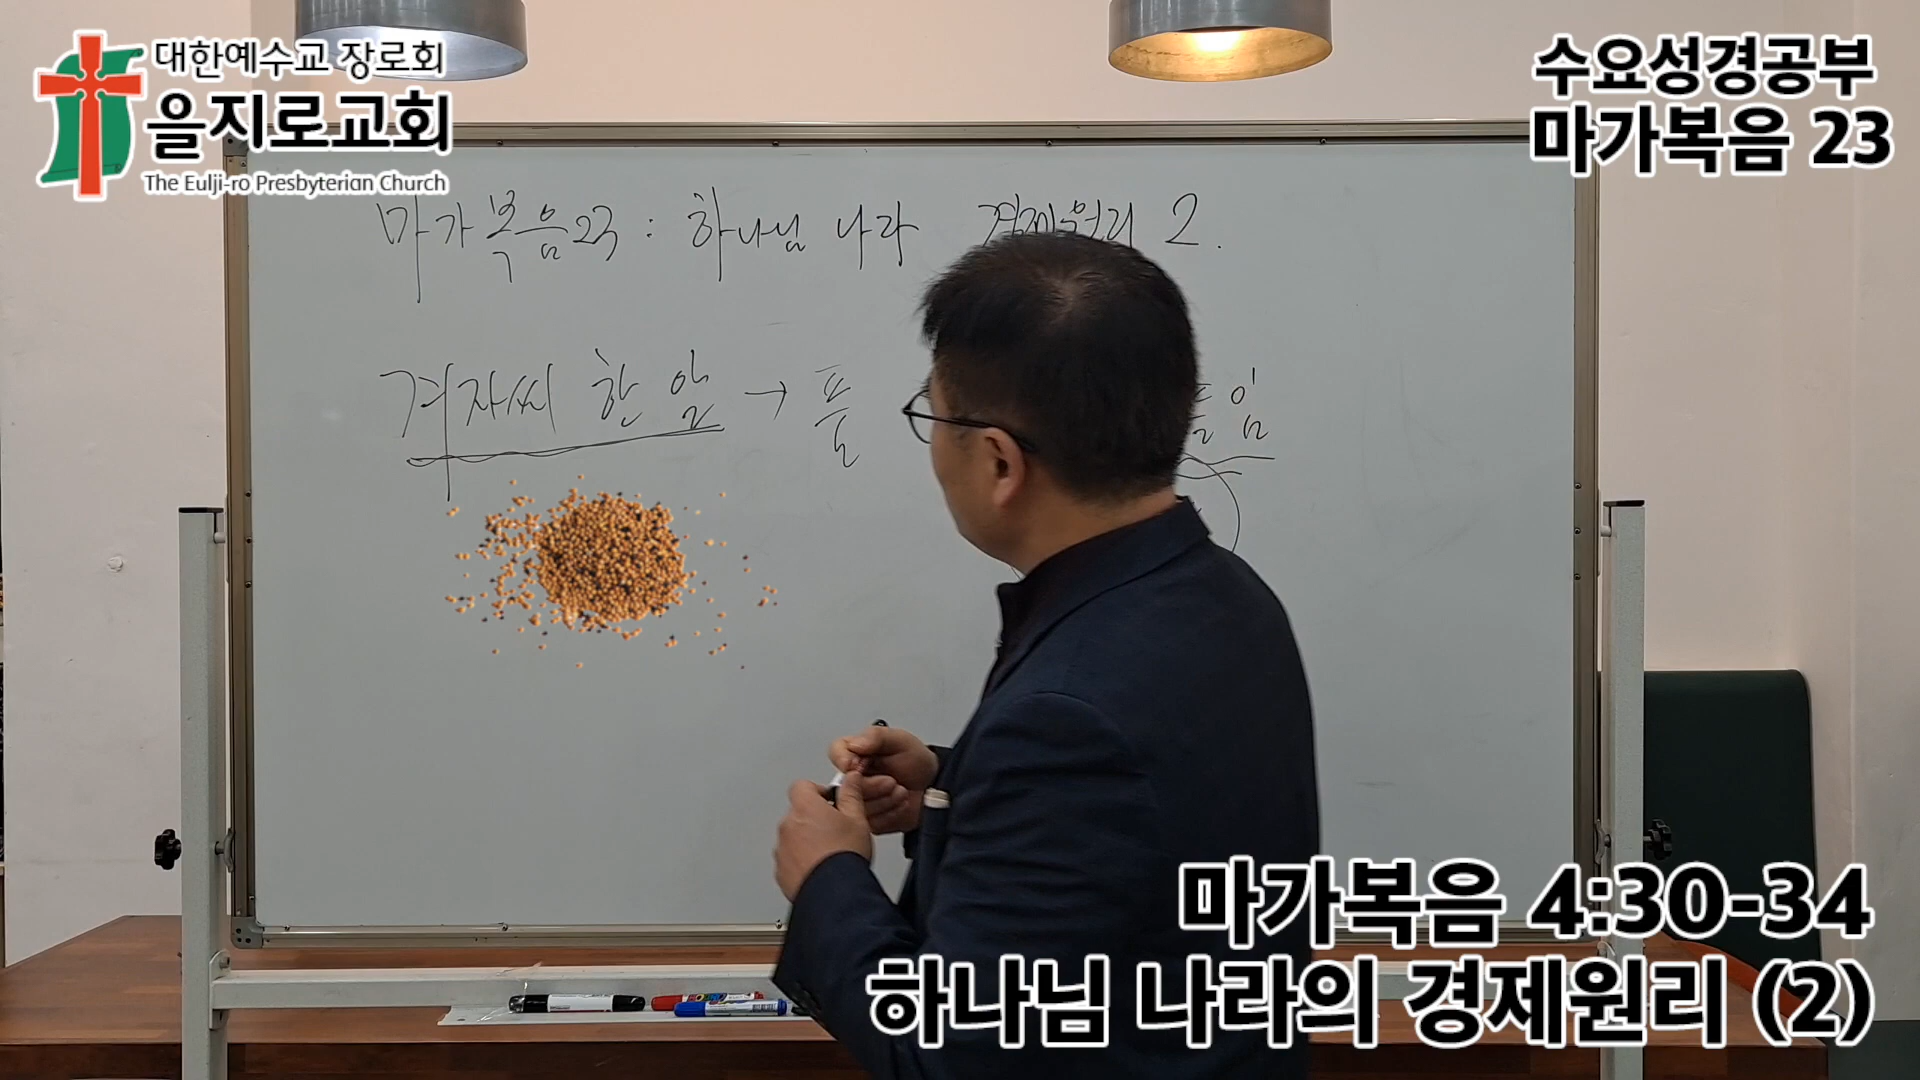 대한예수교 장로회
을지로교회
The Eulji-ro Presbyterian Church
수요성경공부
마가복음 23
마가복음23 : 하나님 나라 경제원리 2.
겨자씨 한 알 → 풀
마가복음 4:30-34
하나님 나라의 경제원리 (2)